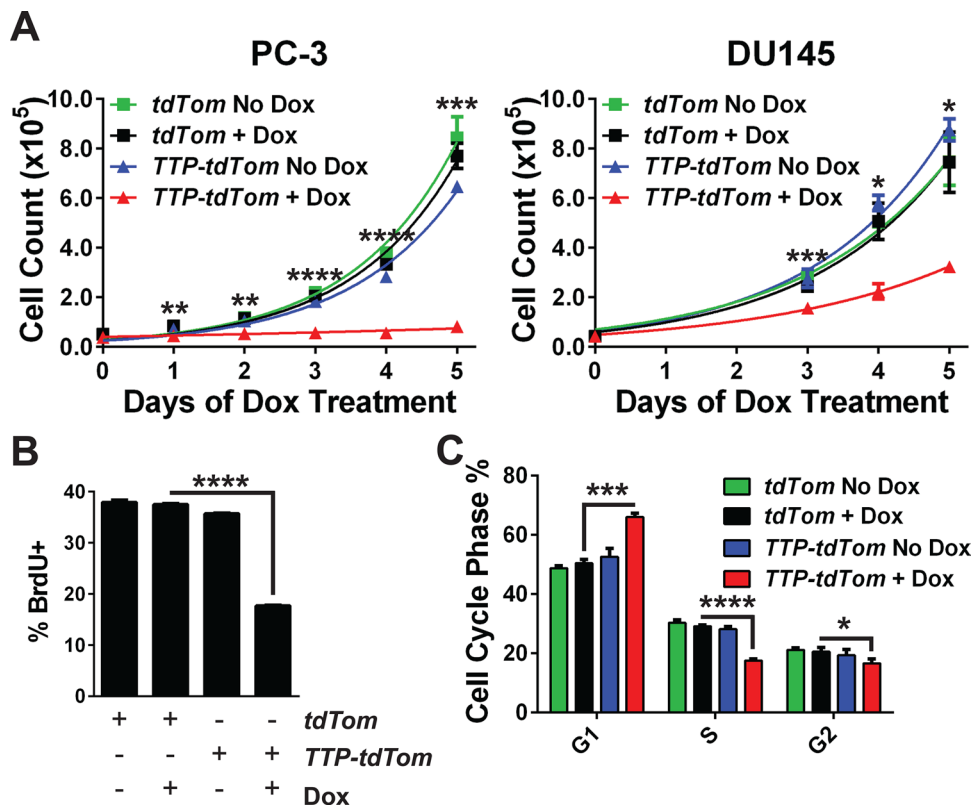 A
PC-3
DU145
Cell Count (x10⁵)
10.0
8.0
6.0
4.0
2.0
0.0
0 1 2 3 4 5
Days of Dox Treatment
tdTom No Dox
tdTom + Dox
TTP-tdTom No Dox
TTP-tdTom + Dox
**
**
****
****
***
Cell Count (x10⁵)
10.0
8.0
6.0
4.0
2.0
0.0
0 1 2 3 4 5
Days of Dox Treatment
tdTom No Dox
tdTom + Dox
TTP-tdTom No Dox
TTP-tdTom + Dox
***
*
*
B
% BrdU+
40
30
20
10
0
****
+ + - - tdTom
- - + + TTP-tdTom
- + - + Dox
C
Cell Cycle Phase %
80
60
40
20
0
***
****
*
G1 S G2
tdTom No Dox
tdTom + Dox
TTP-tdTom No Dox
TTP-tdTom + Dox